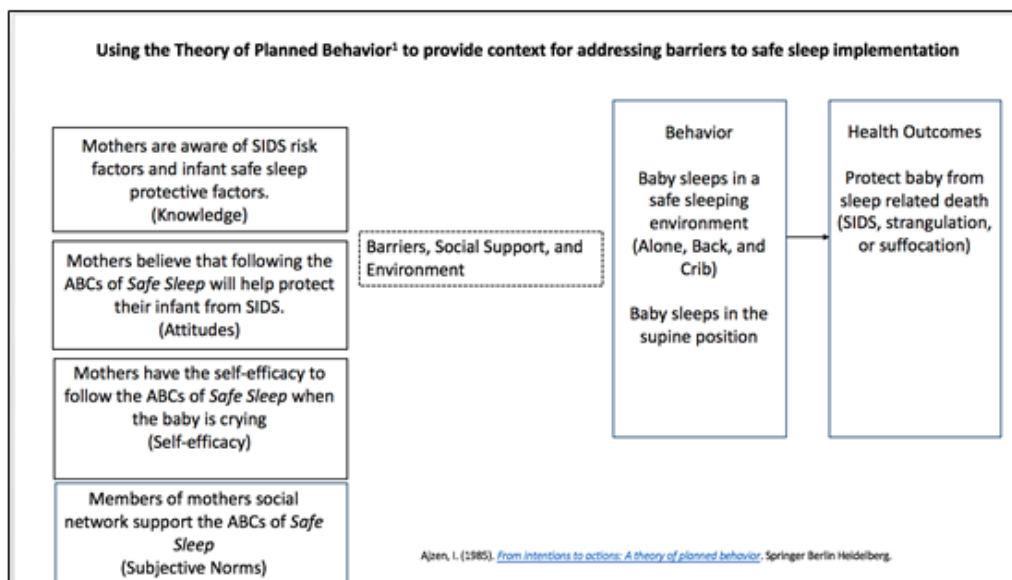 Using the Theory of Planned Behavior1 to provide context for addressing barriers to safe sleep implementation
Mothers are aware of SIDS risk
factors and infant safe sleep
protective factors.
(Knowledge)
Mothers believe that following the
ABCs of Safe Sleep will help protect
their infant from SIDS.
(Attitudes)
Mothers have the self-efficacy to
follow the ABCs of Safe Sleep when
the baby is crying
(Self-efficacy)
Members of mothers social
network support the ABCs of Safe
Sleep
(Subjective Norms)
Barriers, Social Support, and
Environment
Behavior
Baby sleeps in a
safe sleeping
environment
(Alone, Back, and
Crib)
Baby sleeps in the
supine position
Health Outcomes
Protect baby from
sleep related death
(SIDS, strangulation,
or suffocation)
Ajzen, I. (1985). From intentions to actions: A theory of planned behavior. Springer Berlin Heidelberg.